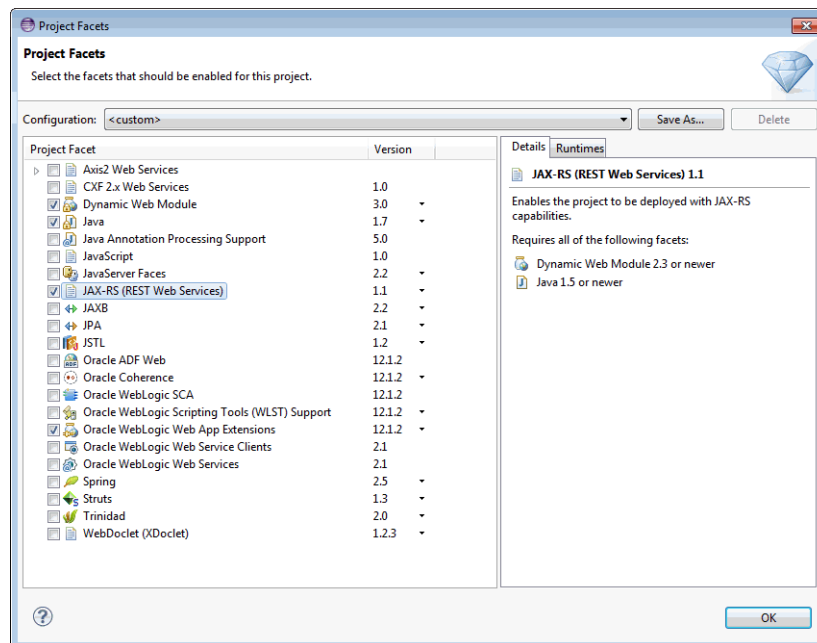 Project Facets
Project Facets
Select the facets that should be enabled for this project.
Configuration: <custom> Save As... Delete
Project Facet Version
Axis2 Web Services
CXF 2.x Web Services 1.0
Dynamic Web Module 3.0
Java 1.7
Java Annotation Processing Support 5.0
JavaScript 1.0
JavaServer Faces 2.2
JAX-RS (REST Web Services) 1.1
JAXB 2.2
JPA 2.1
JSTL 1.2
Oracle ADF Web 12.1.2
Oracle Coherence 12.1.2
Oracle WebLogic SCA 12.1.2
Oracle WebLogic Scripting Tools (WLST) Support 12.1.2
Oracle WebLogic Web App Extensions 12.1.2
Oracle WebLogic Web Service Clients 2.1
Oracle WebLogic Web Services 2.1
Spring 2.5
Struts 1.3
Trinidad 2.0
WebDoclet (XDoclet) 1.2.3
Details Runtimes
JAX-RS (REST Web Services) 1.1
Enables the project to be deployed with JAX-RS
capabilities.
Requires all of the following facets:
Dynamic Web Module 2.3 or newer
Java 1.5 or newer
OK